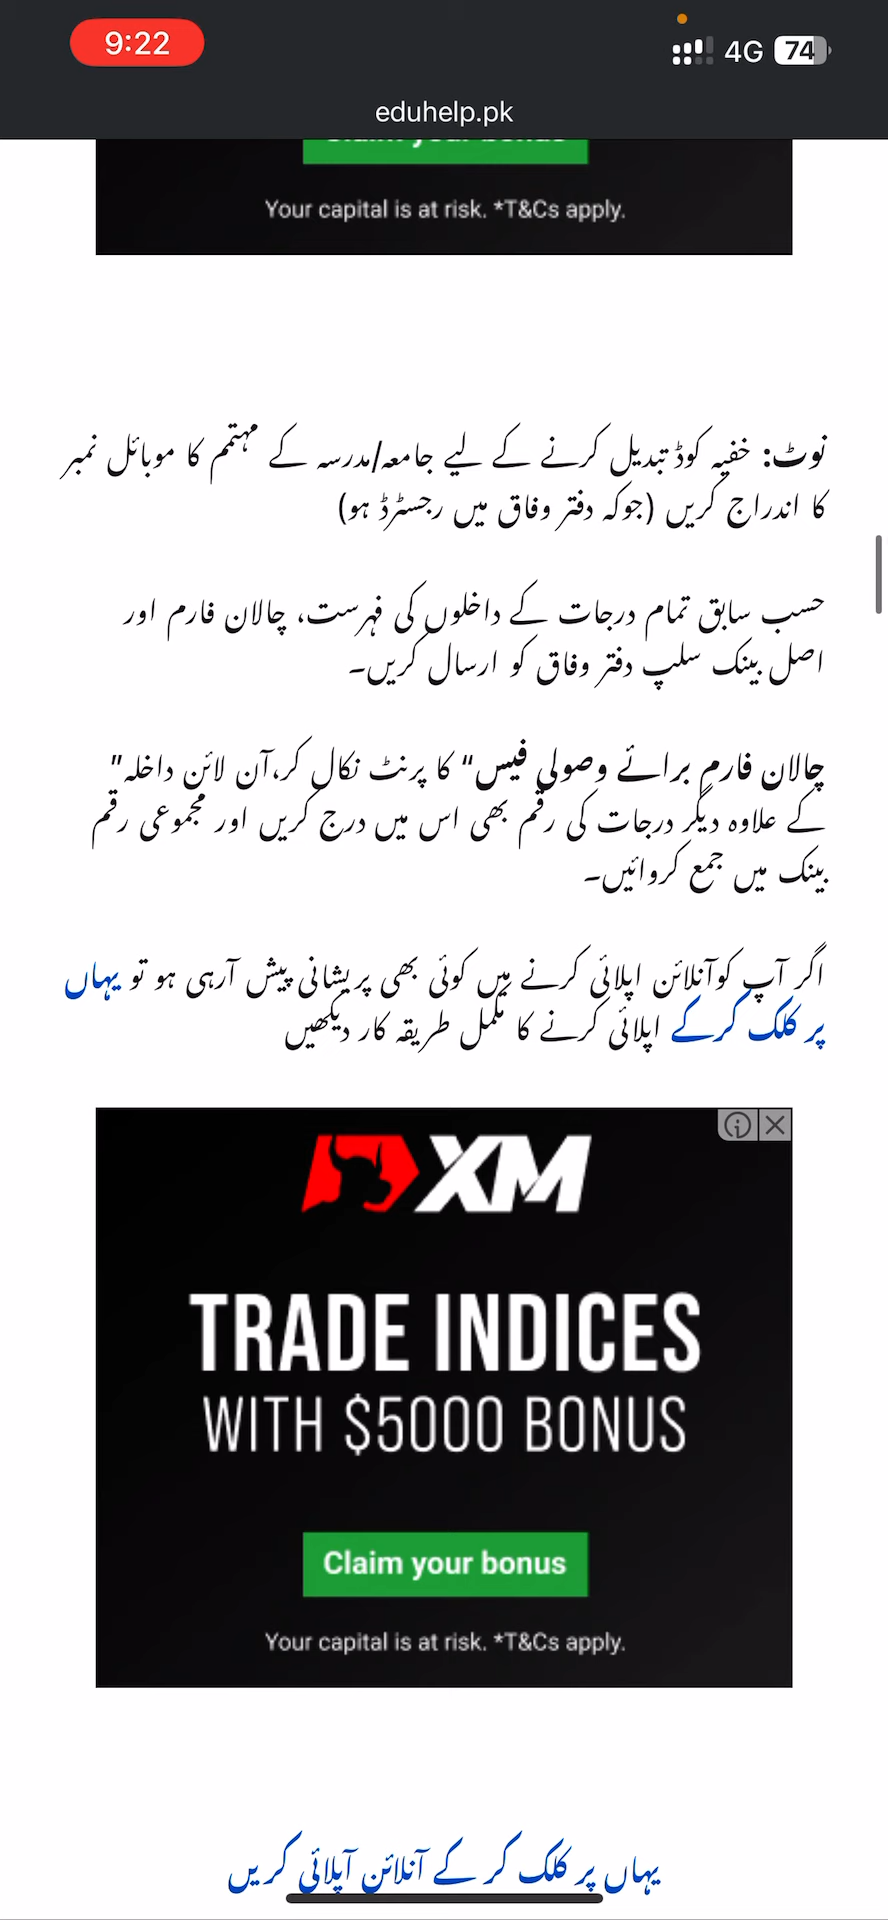 9:22
4G 74
eduhelp.pk
Claim your bonus
Your capital is at risk. *T&Cs apply.
نوٹ: خفیہ کوڈ تبدیل کرنے کے لیے جامعہ/مدرسہ کے مہتمم کا موبائل نمبر
کا اندراج کریں (جوکہ دفتر وفاق میں رجسٹرڈ ہو)
حسب سابق تمام درجات کے داخلوں کی فہرست، چالان فارم اور
اصل بینک سلپ دفتر وفاق کو ارسال کریں۔
چالان فارم برائے وصولی فیس“ کا پرنٹ نکال کر،آن لائن داخلہ”
کے علاوہ دیگر درجات کی رقم بھی اس میں درج کریں اور مجموعی رقم
بینک میں جمع کروائیں۔
اگر آپ کوآنلائن اپلائی کرنے میں کوئی بھی پریشانی پیش آرہی ہو تو یہاں
پر کلک کرکے اپلائی کرنے کا مکمل طریقہ کار دیکھیں
XM
TRADE INDICES
WITH $5000 BONUS
Claim your bonus
Your capital is at risk. *T&Cs apply.
یہاں پر کلک کر کے آنلائن آپلائی کریں